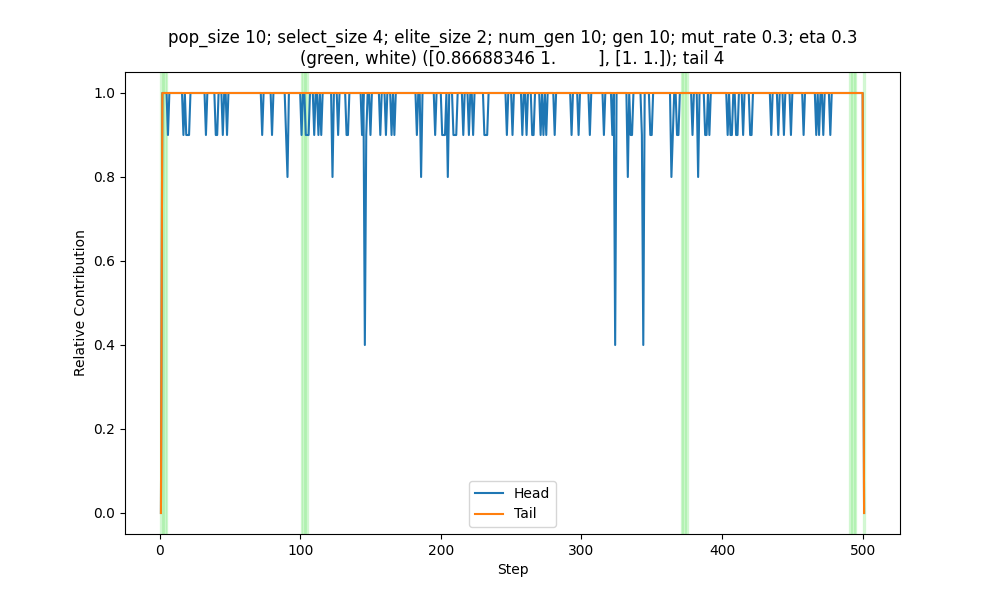 pop_size 10; select_size 4; elite_size 2; num_gen 10; gen 10; mut_rate 0.3; eta 0.3
(green, white) ([0.86688346 1.        ], [1. 1.]); tail 4
1.0
0.8
0.6
0.4
0.2
0.0
Relative Contribution
Head
Tail
0 100 200 300 400 500
Step